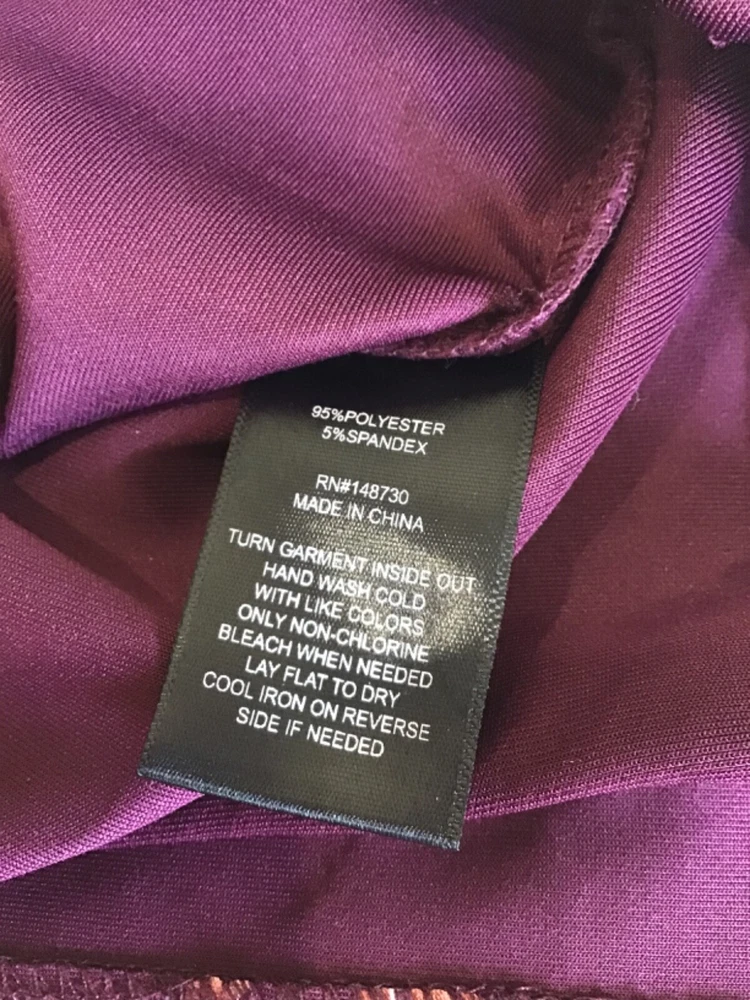 95%POLYESTER
5%SPANDEX
RN#148730
MADE IN CHINA
TURN GARMENT INSIDE OUT
HAND WASH COLD
WITH LIKE COLORS
ONLY NON-CHLORINE
BLEACH WHEN NEEDED
LAY FLAT TO DRY
COOL IRON ON REVERSE
SIDE IF NEEDED